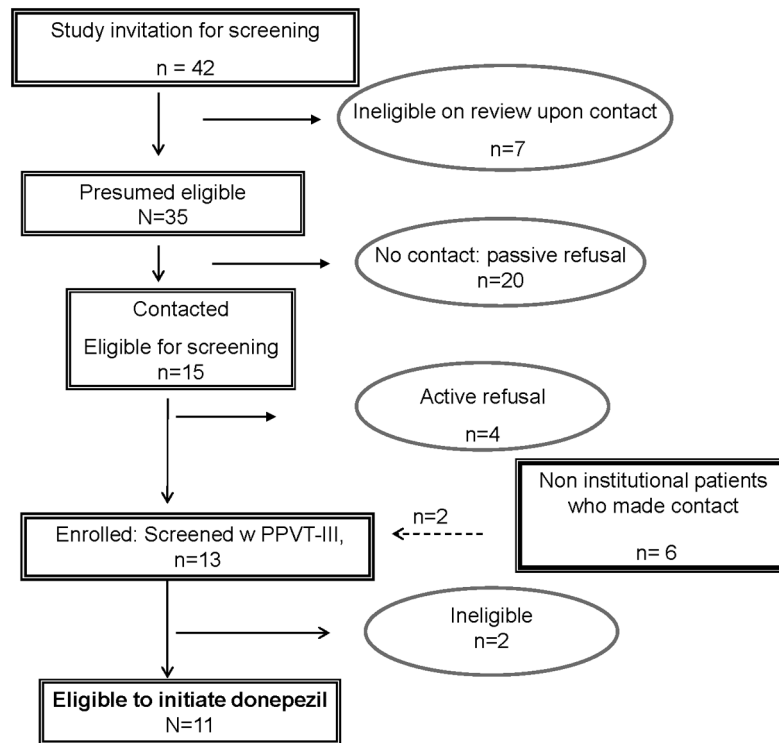 Study invitation for screening
n = 42
Ineligible on review upon contact
n=7
Presumed eligible
N=35
No contact: passive refusal
n=20
Contacted
Eligible for screening
n=15
Active refusal
n=4
Non institutional patients
who made contact
n= 6
n=2
Enrolled: Screened w PPVT-III,
n=13
Ineligible
n=2
Eligible to initiate donepezil
N=11